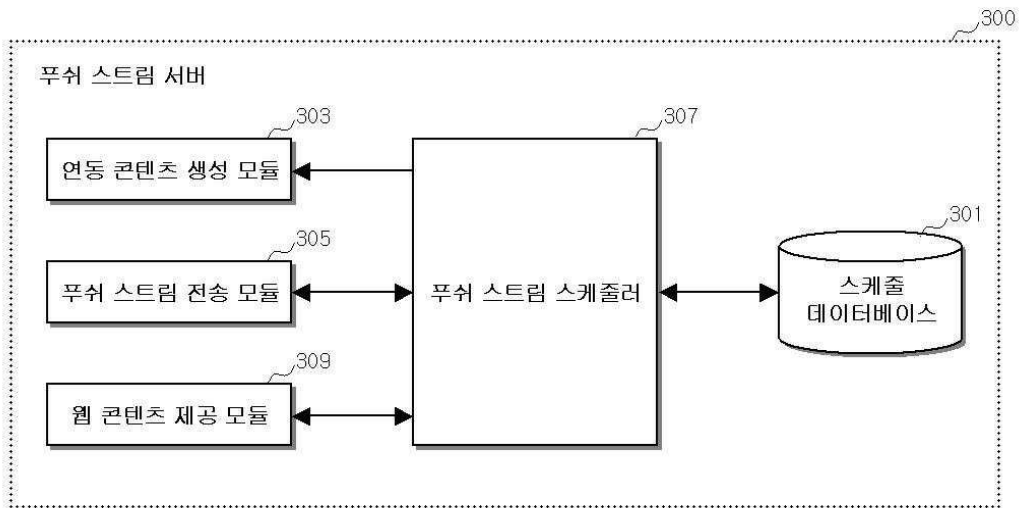 300
푸쉬 스트림 서버
303
연동 콘텐츠 생성 모듈
305
푸쉬 스트림 전송 모듈
309
웹 콘텐츠 제공 모듈
307
푸쉬 스트림 스케줄러
301
스케줄
데이터베이스